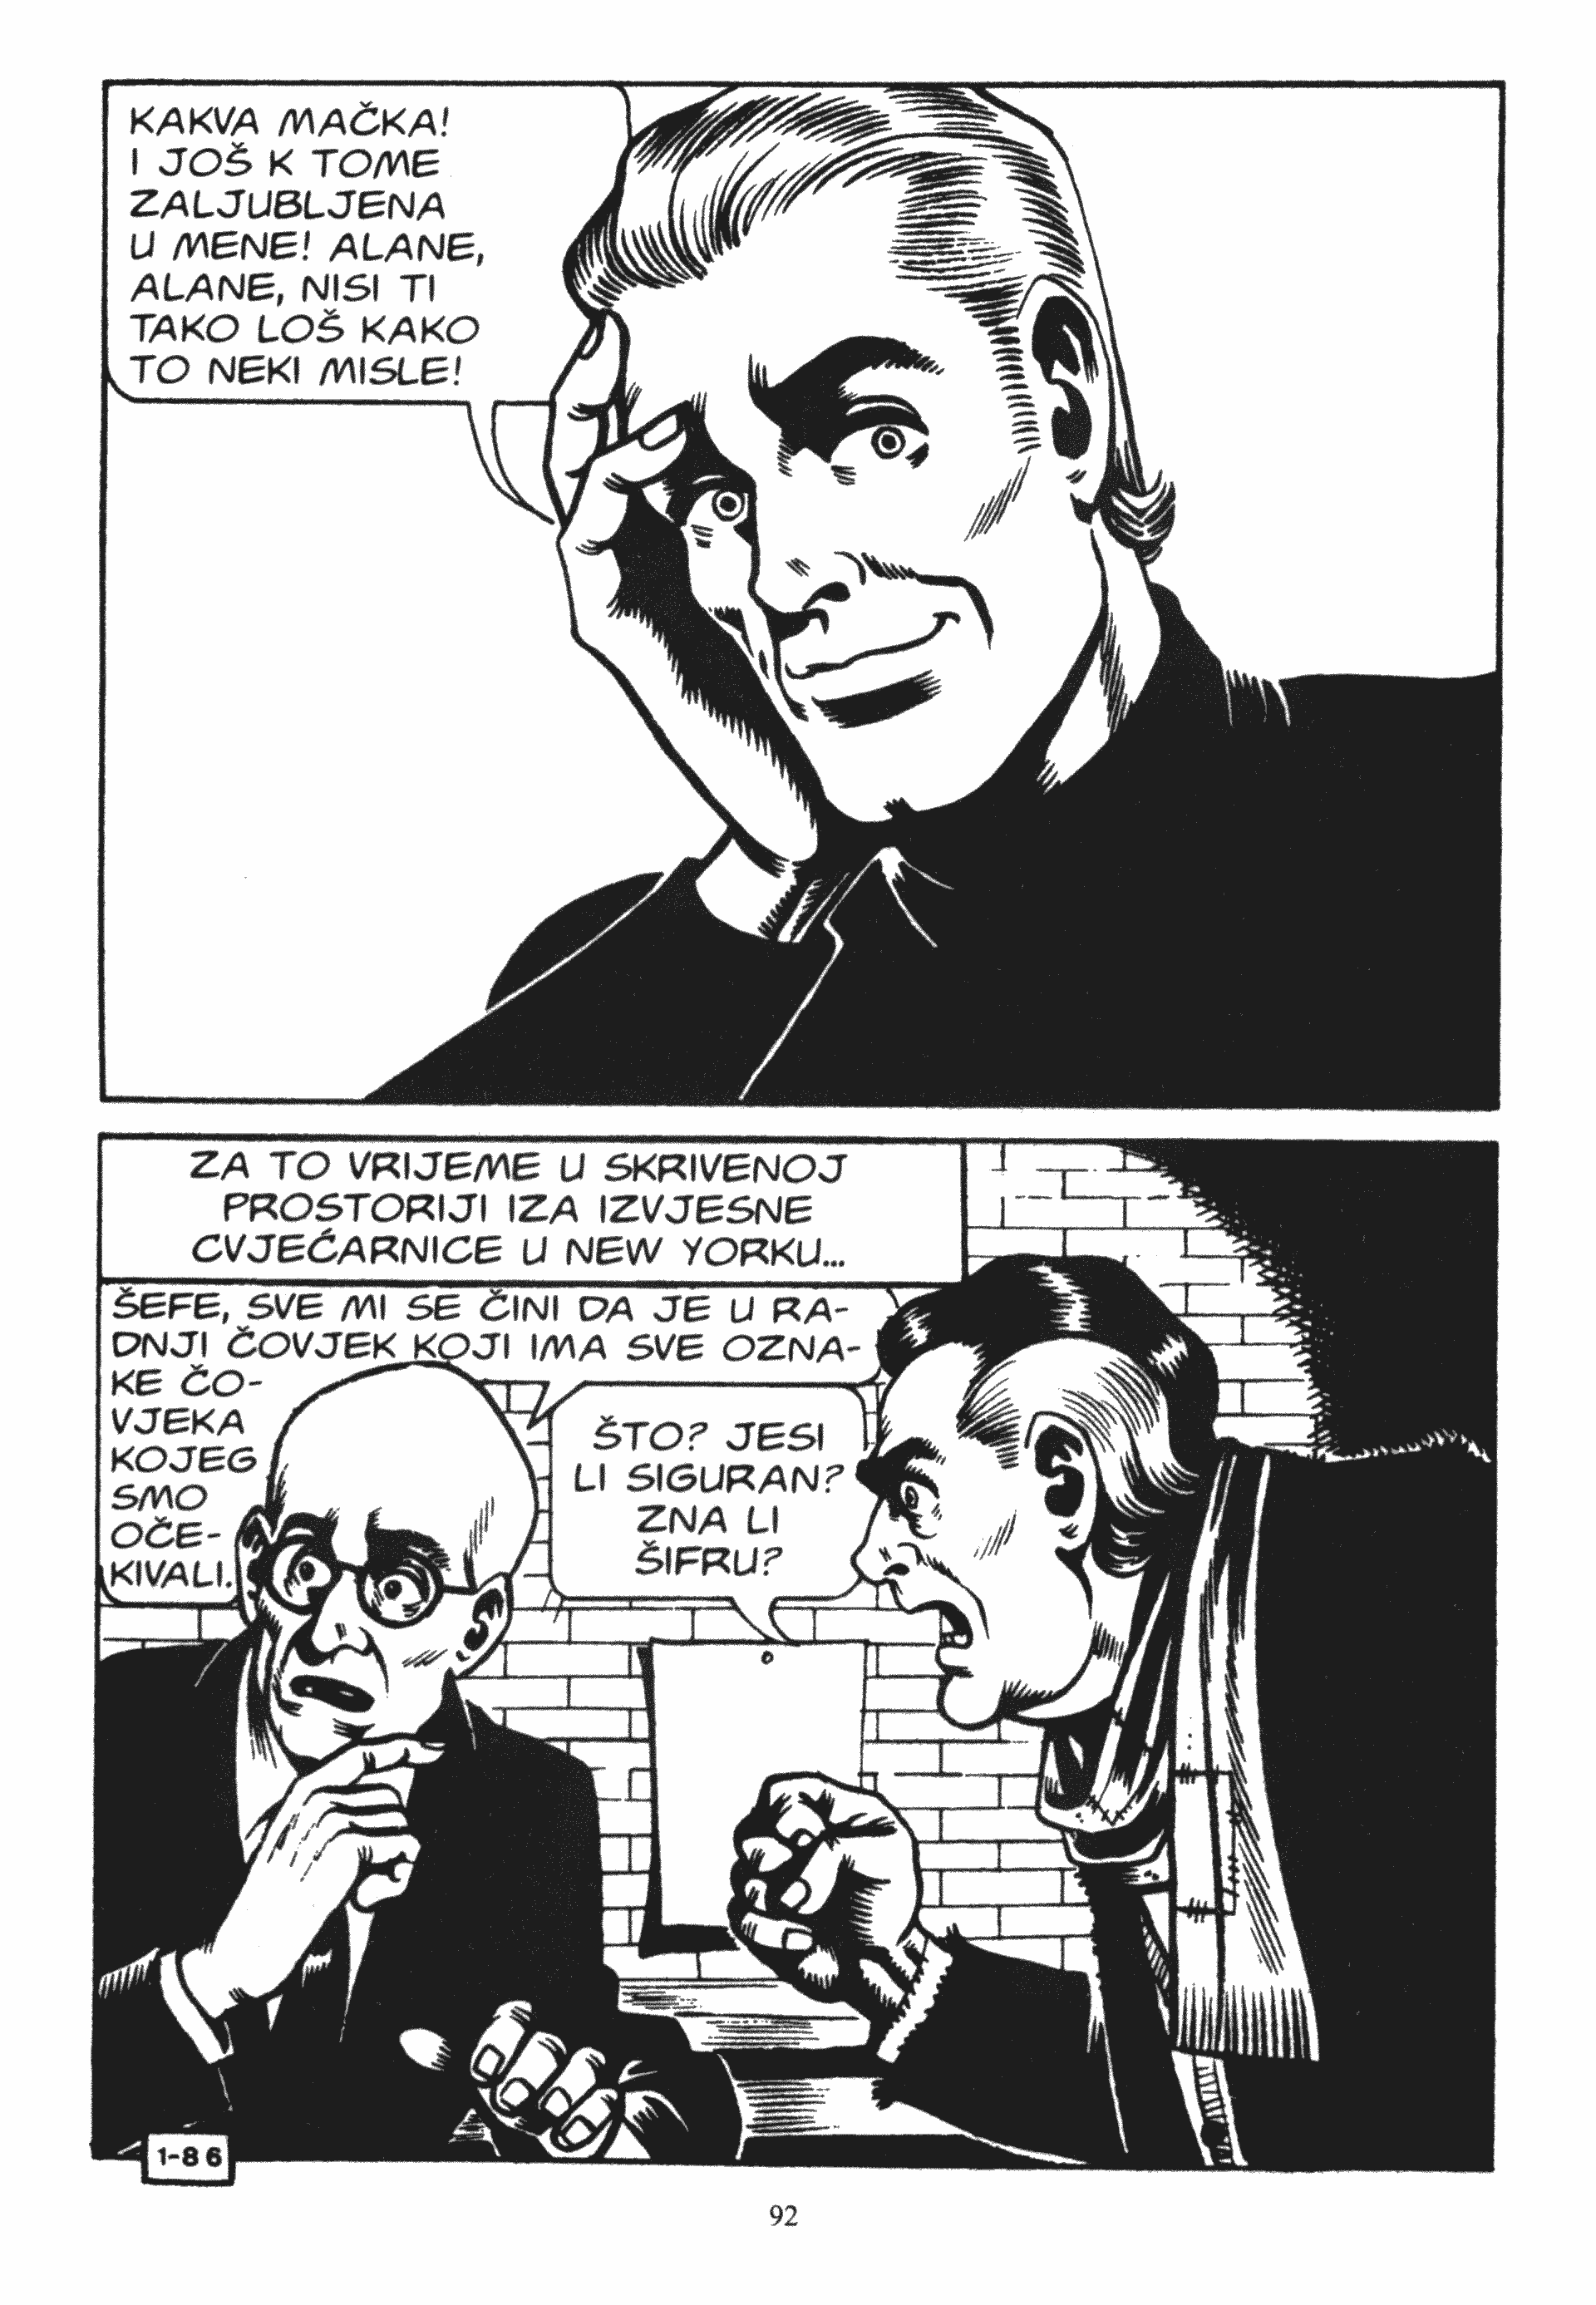 KAKVA MAČKA!
I JOŠ K TOME
ZALJUBLJENA
U MENE! ALANE,
ALANE, NISI TI
TAKO LOŠ KAKO
TO NEKI MISLE!
ZA TO VRIJEME U SKRIVENOJ
PROSTORIJI IZA IZVJESNE
CVJEĆARNICE U NEW YORKU...
ŠEFE, SVE MI SE ČINI DA JE U RA-
DNJI ČOVJEK KOJI IMA SVE OZNA-
KE ČO-
VJEKA
KOJEG
SMO
OČE-
KIVALI.
ŠTO? JESI
LI SIGURAN?
ZNA LI
ŠIFRU?
1-86
92